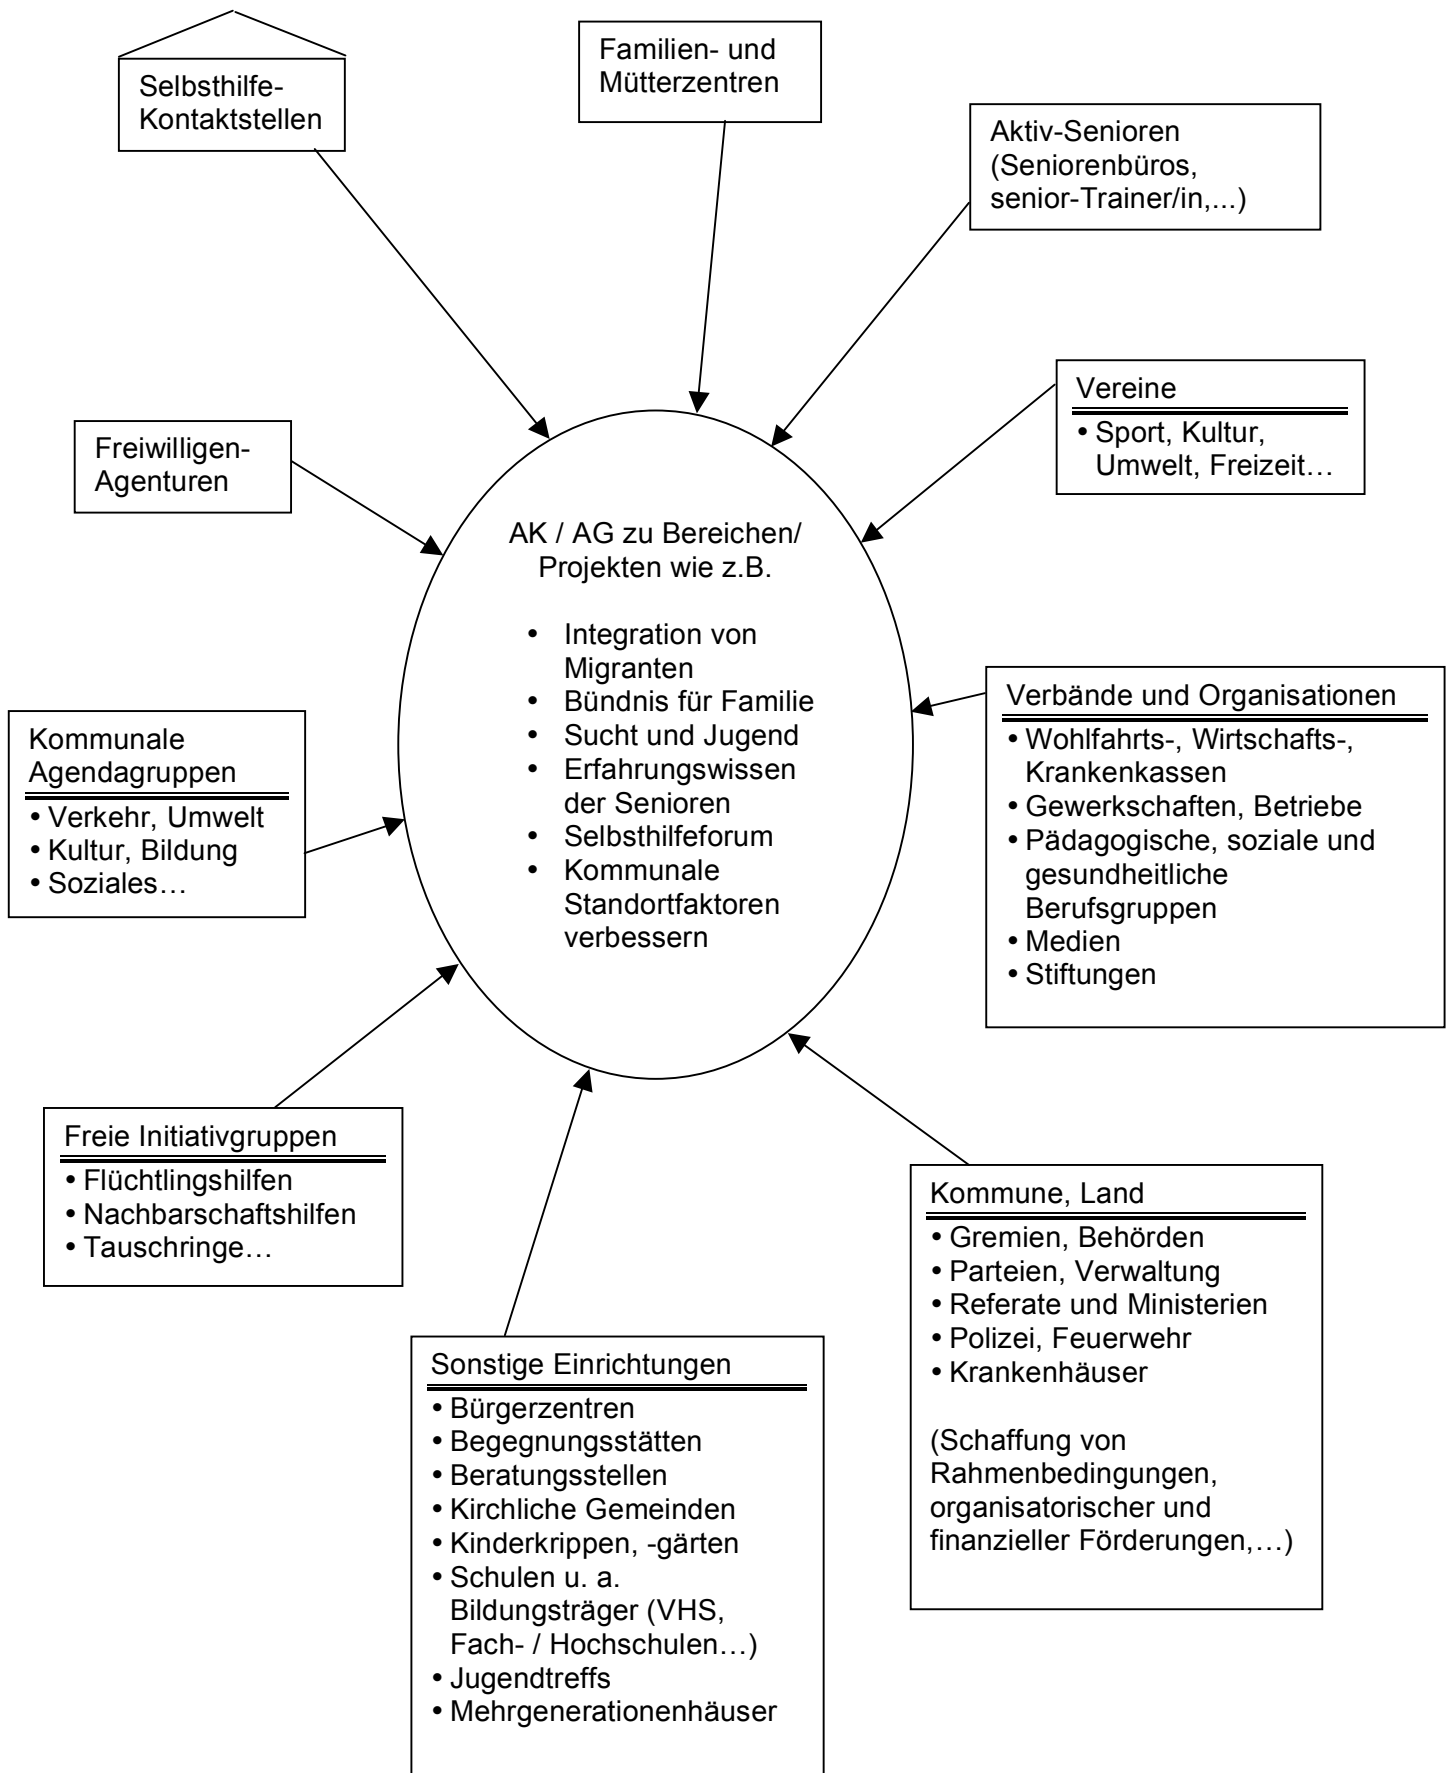 Selbsthilfe-
Kontaktstellen
Familien- und
Mütterzentren
Aktiv-Senioren
(Seniorenbüros,
senior-Trainer/in,...)
Vereine
• Sport, Kultur,
Umwelt, Freizeit…
Freiwilligen-
Agenturen
AK / AG zu Bereichen/
Projekten wie z.B.
• Integration von
Migranten
• Bündnis für Familie
• Sucht und Jugend
• Erfahrungswissen
der Senioren
• Selbsthilfeforum
• Kommunale
Standortfaktoren
verbessern
Verbände und Organisationen
• Wohlfahrts-, Wirtschafts-,
Krankenkassen
• Gewerkschaften, Betriebe
• Pädagogische, soziale und
gesundheitliche
Berufsgruppen
• Medien
• Stiftungen
Kommunale
Agendagruppen
• Verkehr, Umwelt
• Kultur, Bildung
• Soziales…
Freie Initiativgruppen
• Flüchtlingshilfen
• Nachbarschaftshilfen
• Tauschringe…
Kommune, Land
• Gremien, Behörden
• Parteien, Verwaltung
• Referate und Ministerien
• Polizei, Feuerwehr
• Krankenhäuser
(Schaffung von
Rahmenbedingungen,
organisatorischer und
finanzieller Förderungen,…)
Sonstige Einrichtungen
• Bürgerzentren
• Begegnungsstätten
• Beratungsstellen
• Kirchliche Gemeinden
• Kinderkrippen, -gärten
• Schulen u. a.
Bildungsträger (VHS,
Fach- / Hochschulen…)
• Jugendtreffs
• Mehrgenerationenhäuser